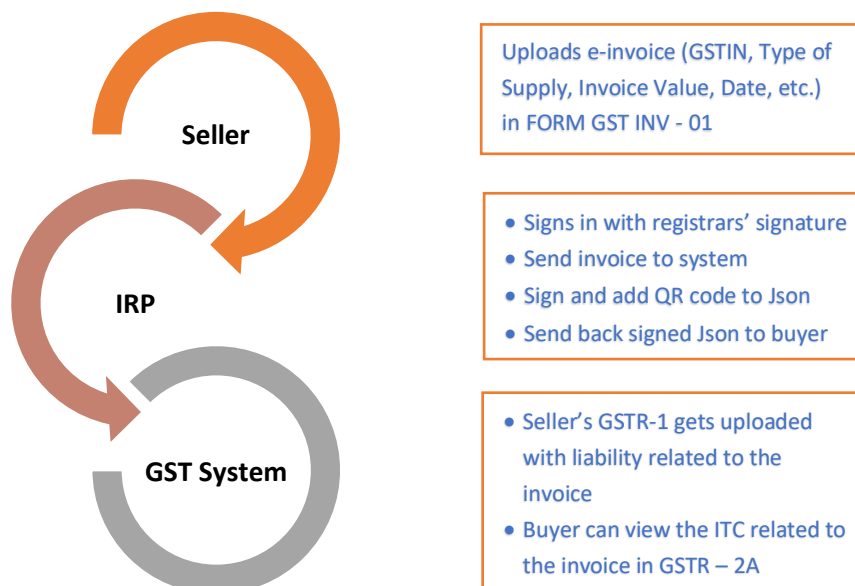 Seller
Uploads e-invoice (GSTIN, Type of
Supply, Invoice Value, Date, etc.)
in FORM GST INV - 01
IRP
• Signs in with registrars’ signature
• Send invoice to system
• Sign and add QR code to Json
• Send back signed Json to buyer
GST System
• Seller’s GSTR-1 gets uploaded
with liability related to the
invoice
• Buyer can view the ITC related to
the invoice in GSTR – 2A